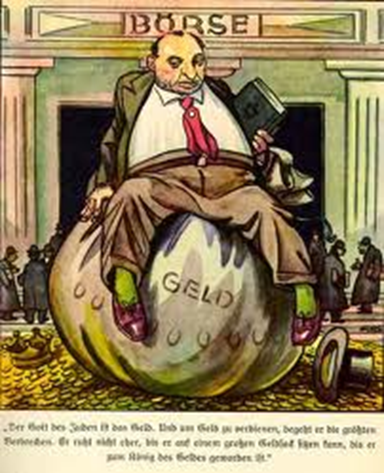 BÖRSE
GELD
„Der Gott des Juden ist das Geld. Und um Geld zu verdienen, begeht er die größten
Verbrechen. Er ruht nicht eher, bis er auf einem großen Geldsack sitzen kann, bis er
zum König des Geldes geworden ist.“